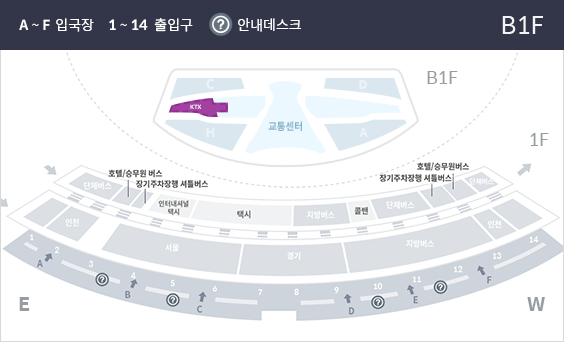 A ~ F 입국장 1 ~ 14 출입구 ? 안내데스크 B1F
C D
B1F
KTX
교통센터
H A
1F
호텔/승무원 버스
장기주차장행 셔틀버스
호텔/승무원버스
장기주차장행 셔틀버스
단체버스
인터내셔널
택시
택시
지방버스
콜밴
단체버스
단체버스
인천
서울
경기
지방버스
인천
1 2 3 4 5 6 7 8 9 10 11 12 13 14
A B C D E F
? ? ? ?
E W